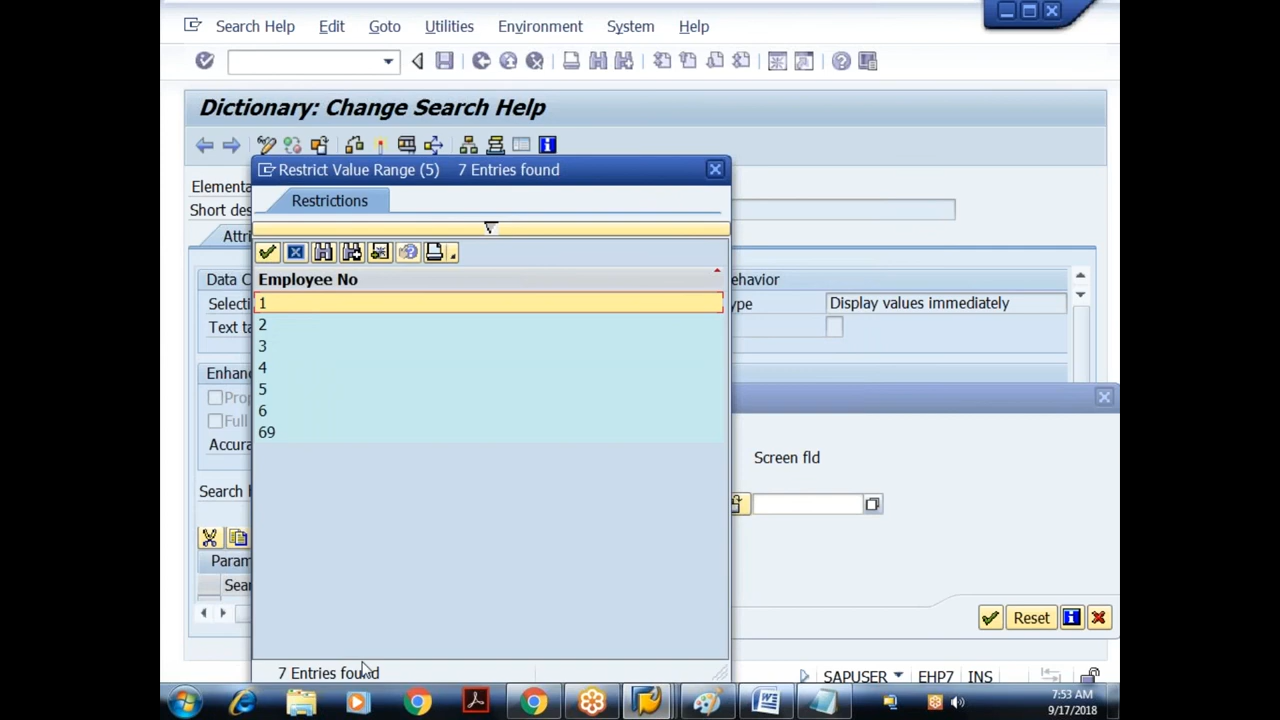 Search Help Edit Goto Utilities Environment System Help
Dictionary: Change Search Help
Restrict Value Range (5) 7 Entries found
Elementa
Restrictions
Short des
Attri
Employee No
Data C
ehavior
1
Selecti
ype
Display values immediately
2
Text ta
3
4
Enhan
5
Prop
6
Full
69
Accura
Screen fld
Search
Param
Sear
Reset
7 Entries found
SAPUSER EHP7 INS
7:53 AM
9/17/2018